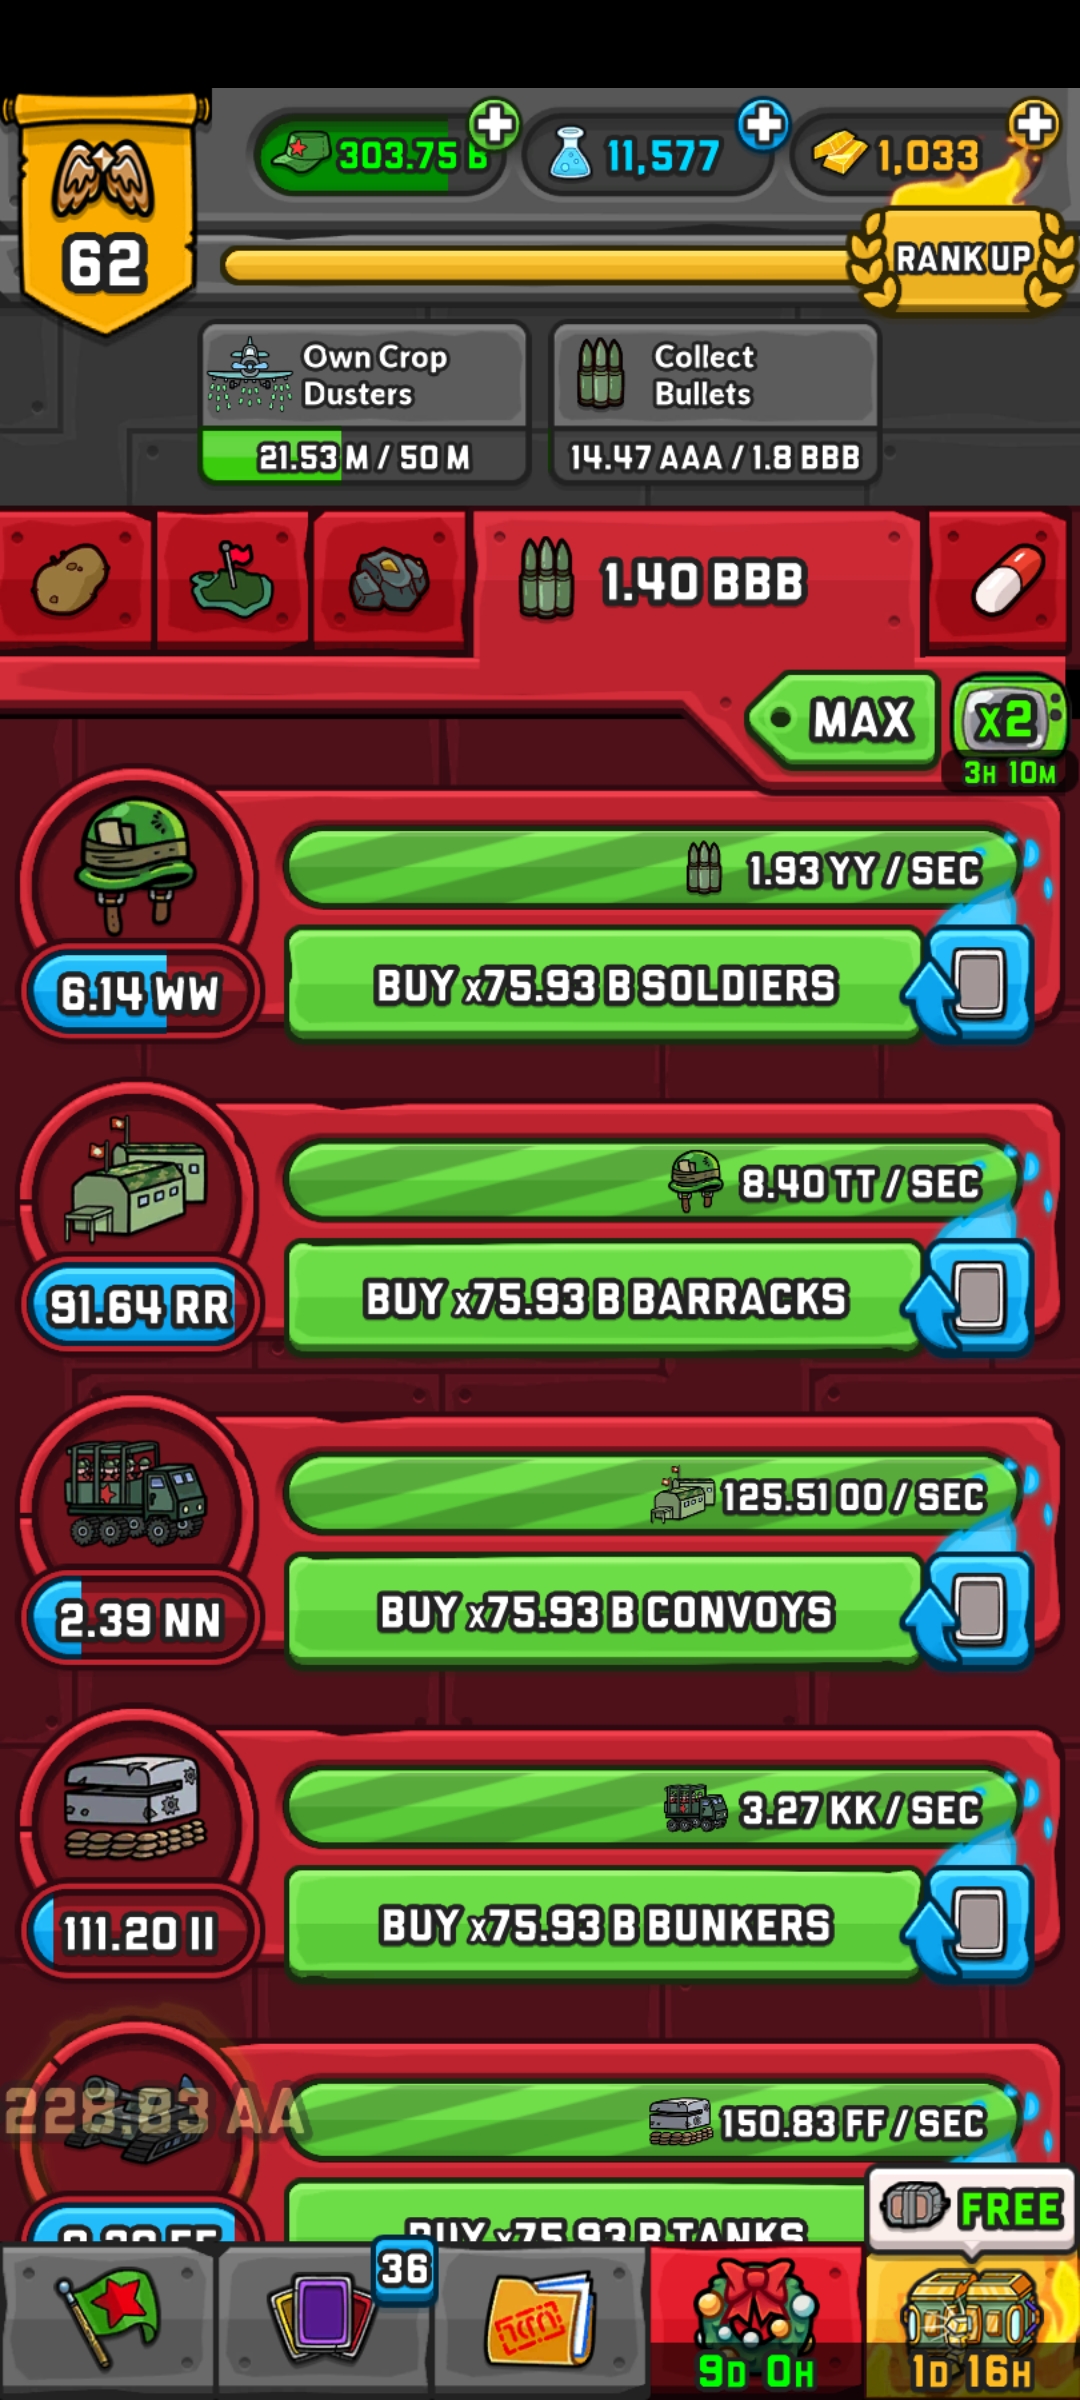 62
303.75 B
11,577
1,033
RANK UP
Own Crop
Dusters
21.53 M / 50 M
Collect
Bullets
14.47 AAA / 1.8 BBB
1.40 BBB
MAX
x2
3H 10M
1.93 YY / SEC
6.14 WW
BUY x75.93 B SOLDIERS
8.40 TT / SEC
91.64 RR
BUY x75.93 B BARRACKS
125.51 OO / SEC
2.39 NN
BUY x75.93 B CONVOYS
3.27 KK / SEC
111.20 II
BUY x75.93 B BUNKERS
228.83 AA
150.83 FF / SEC
BUY x75.93 B TANKS
FREE
36
9D 0H
1D 16H